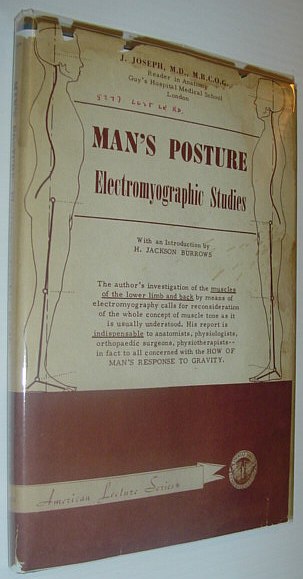 J. JOSEPH, M.D., M.R.C.O.G.
Reader in Anatomy
Guy's Hospital Medical School
London
MAN'S POSTURE
Electromyographic Studies
With an Introduction by
H. JACKSON BURROWS
The author's investigation of the muscles
of the lower limb and back by means of
electromyography calls for reconsideration
of the whole concept of muscle tone as it
is usually understood. His report is
indispensable to anatomists, physiologists,
orthopaedic surgeons, physiotherapists--
in fact to all concerned with the HOW OF
MAN'S RESPONSE TO GRAVITY.
American Lecture Series